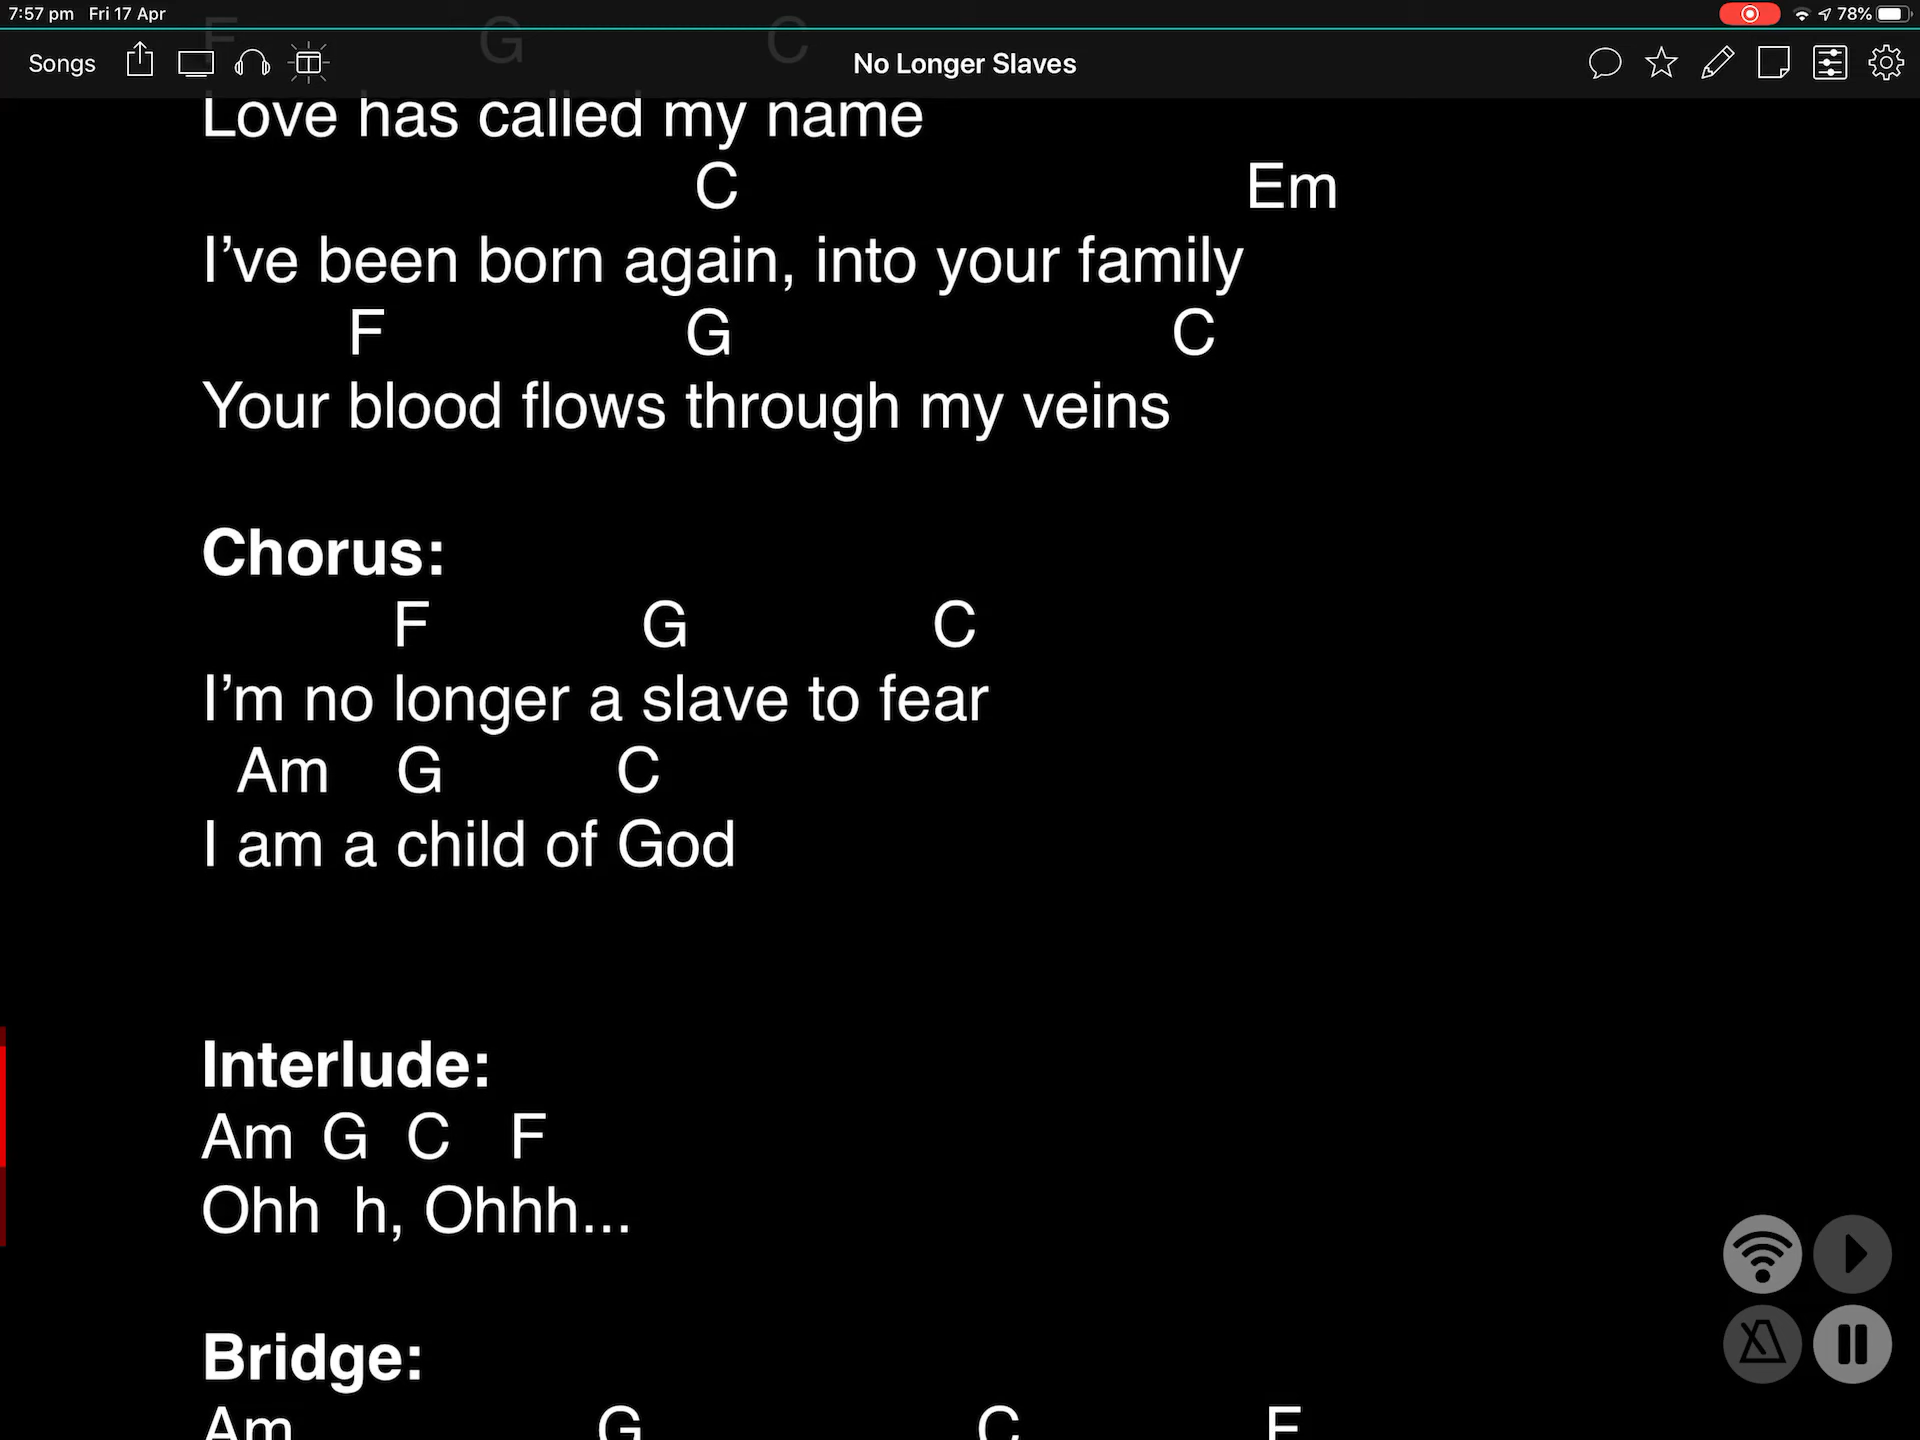 7:57 pm Fri 17 Apr 78%
F G C
Songs No Longer Slaves
Love has called my name
C Em
I’ve been born again, into your family
F G C
Your blood flows through my veins
Chorus:
F G C
I’m no longer a slave to fear
Am G C
I am a child of God
Interlude:
Am G C F
Ohh h, Ohhh...
Bridge:
Am G C F